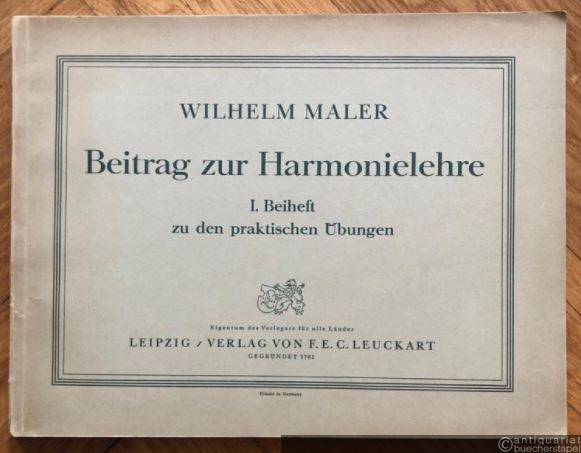 WILHELM MALER
Beitrag zur Harmonielehre
I. Beiheft
zu den praktischen Übungen
Eigentum des Verlegers für alle Länder
LEIPZIG / VERLAG VON F. E. C. LEUCKART
GEGRÜNDET 1782
Printed in Germany
antiquariat
buecherstapel